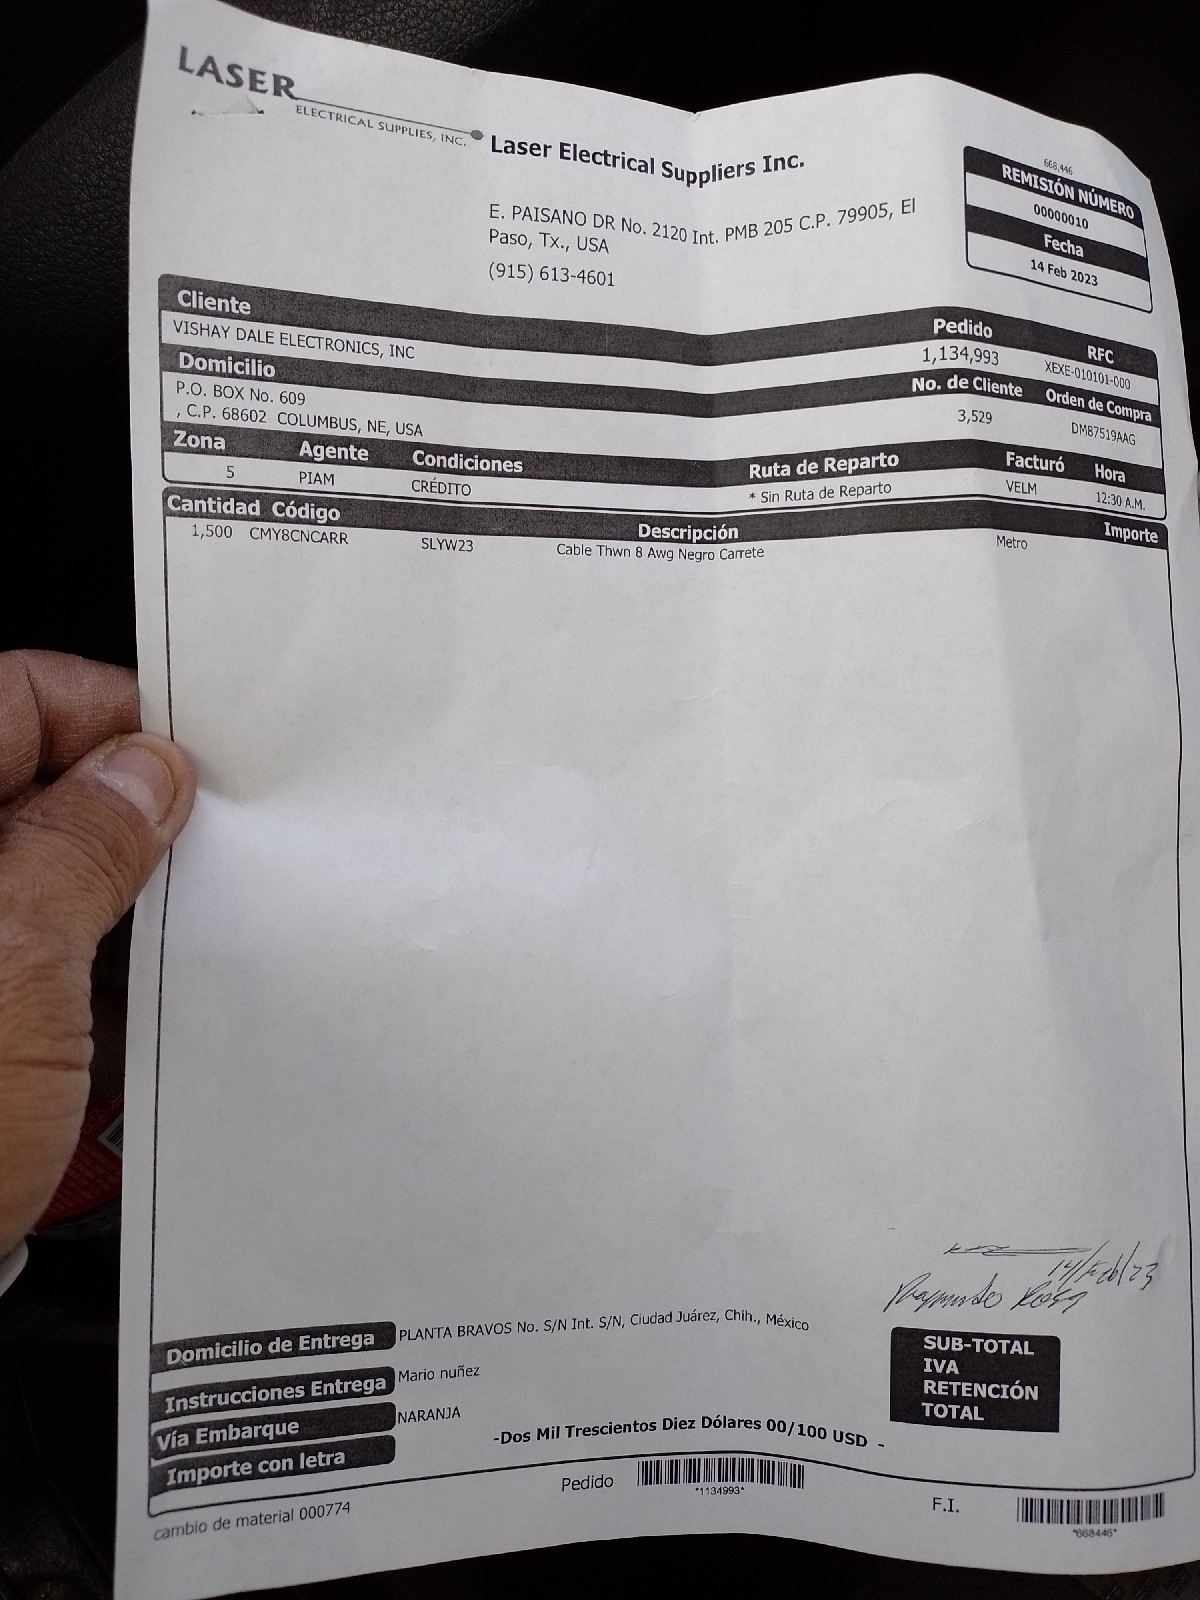 LASER
ELECTRICAL SUPPLIES, INC.
Laser Electrical Suppliers Inc.
E. PAISANO DR No. 2120 Int. PMB 205 C.P. 79905, El
Paso, Tx., USA
(915) 613-4601
668,446
REMISIÓN NÚMERO
00000010
Fecha
14 Feb 2023
Cliente Pedido RFC
VISHAY DALE ELECTRONICS, INC 1,134,993 XEXE-010101-000
Domicilio No. de Cliente Orden de Compra
P.O. BOX No. 609 3,529 DM87519AAG
, C.P. 68602 COLUMBUS, NE, USA
Zona Agente Condiciones Ruta de Reparto Facturó Hora
5 PIAM CRÉDITO * Sin Ruta de Reparto VELM 12:30 A.M.
Cantidad Código Descripción Importe
1,500 CMY8CNCARR SLYW23 Cable Thwn 8 Awg Negro Carrete Metro
14/Feb/23
Raymundo Rosa
Domicilio de Entrega PLANTA BRAVOS No. S/N Int. S/N, Ciudad Juárez, Chih., México
Instrucciones Entrega Mario nuñez
Vía Embarque NARANJA
Importe con letra -Dos Mil Trescientos Diez Dólares 00/100 USD -
SUB-TOTAL
IVA
RETENCIÓN
TOTAL
cambio de material 000774
Pedido
*1134993*
F.I.
*668446*